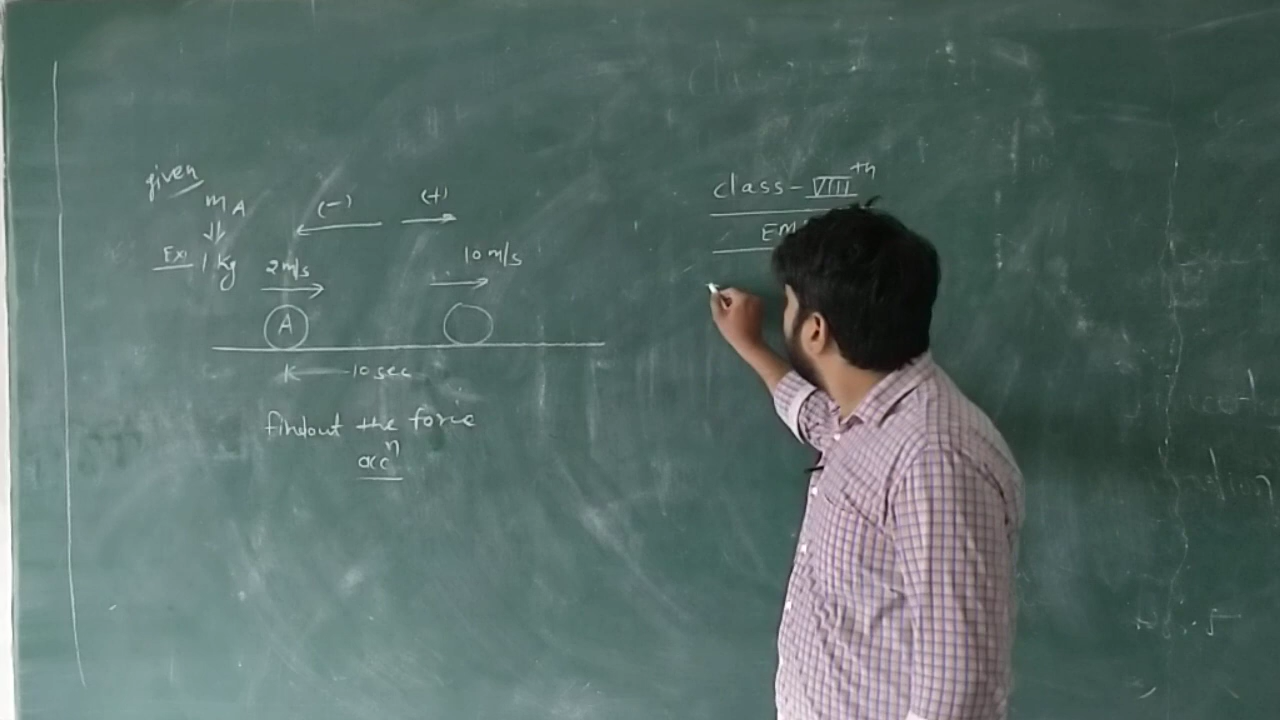 given
m A
(-) (+)
Ex) 1 kg 2 m/s 10 m/s
A
10 sec
findout the force
accⁿ
class - VIIIᵗʰ